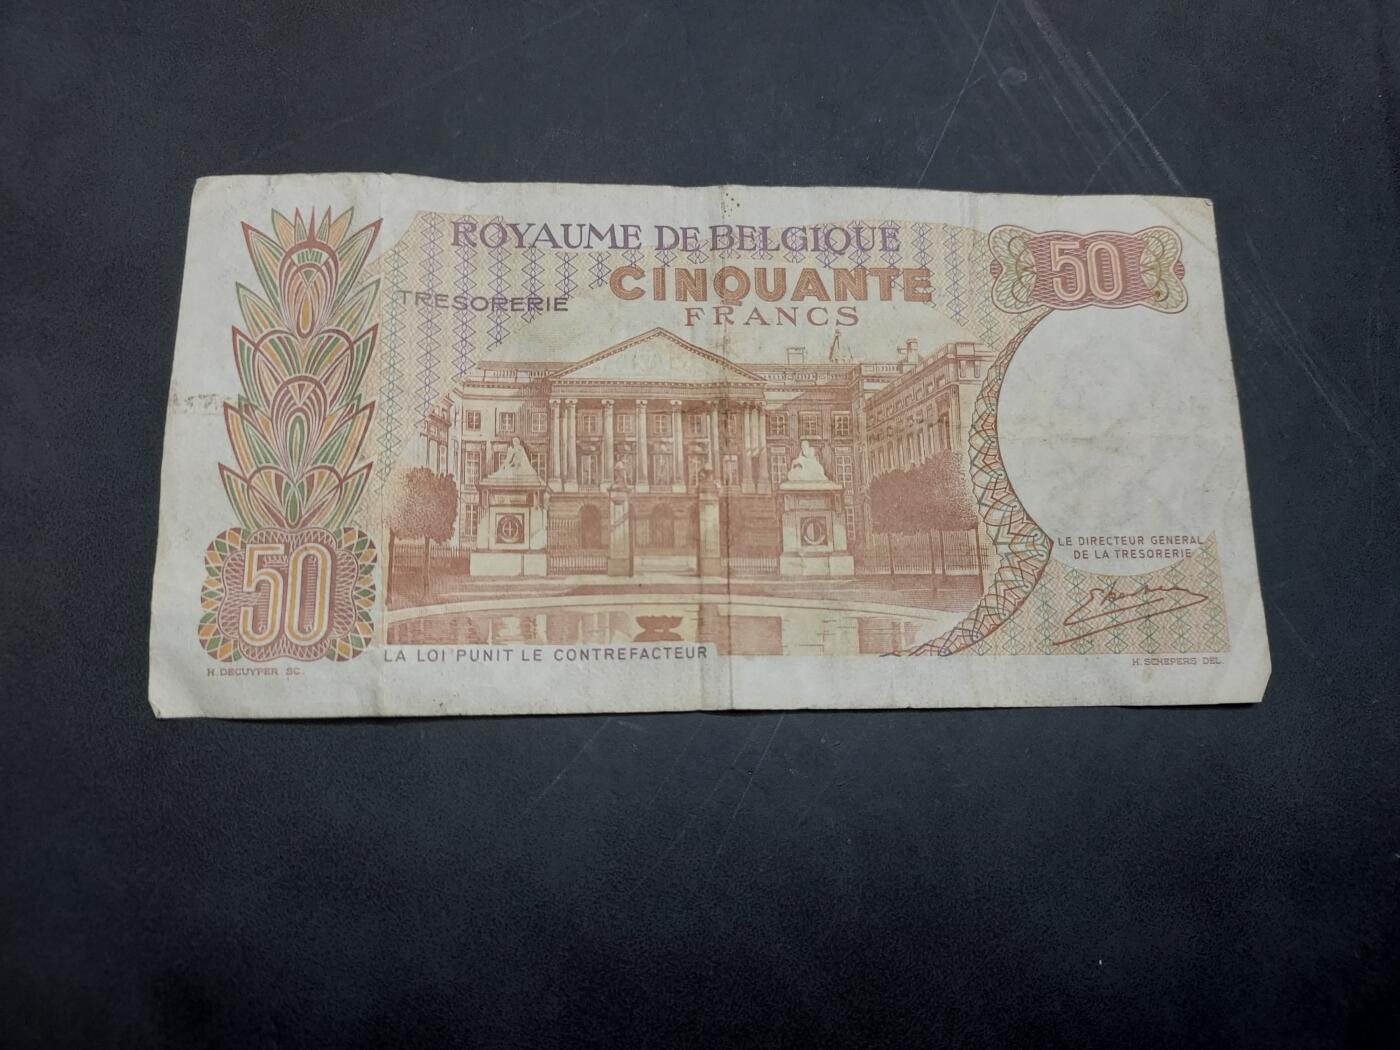 ROYAUME DE BELGIQUE
50
CINQUANTE
TRESORERIE
FRANCS
LE DIRECTEUR GENERAL
DE LA TRESORERIE
50
LA LOI PUNIT LE CONTREFACTEUR
H. DECUYPER SC.
H. SCHEPERS DEL.